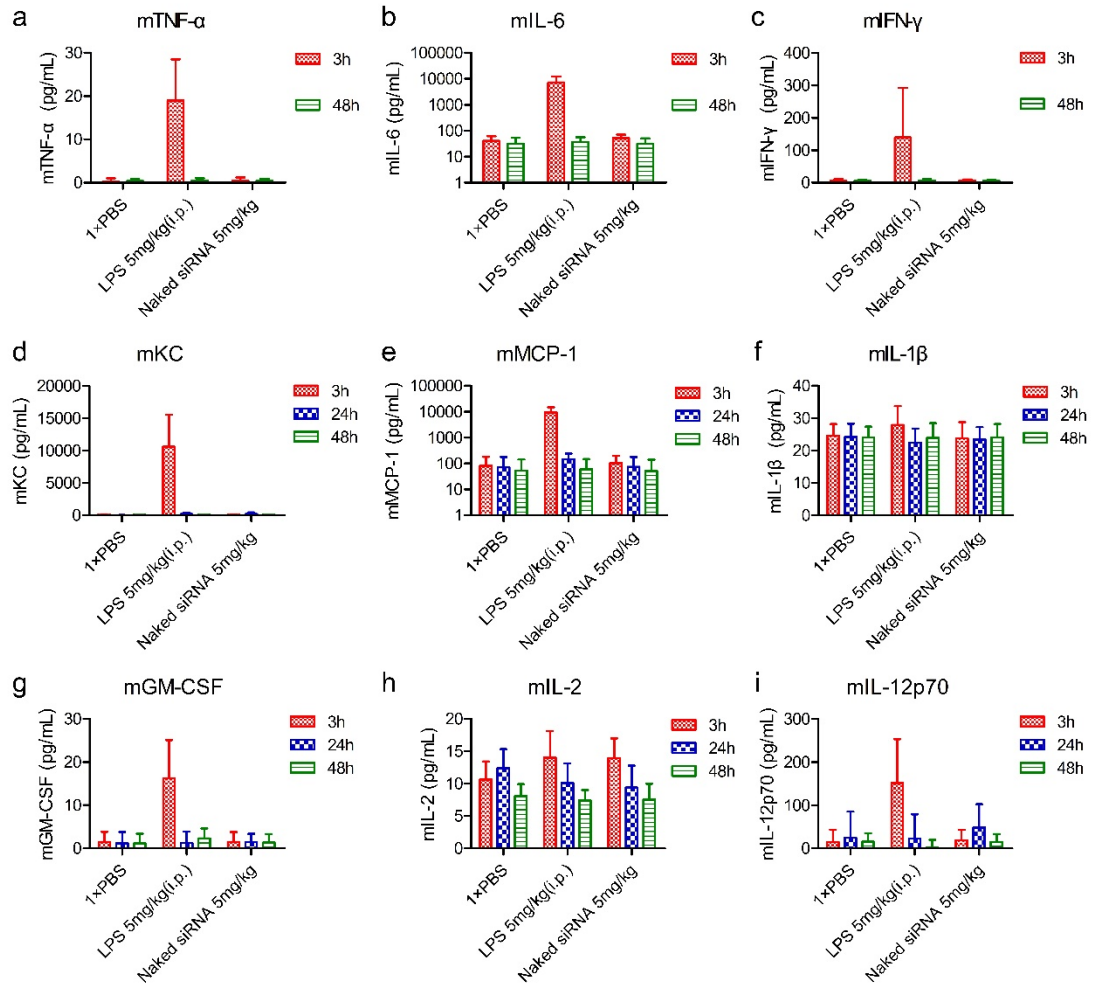 a mTNF-α
mTNF-α (pg/mL)
30
20
10
0
3h
48h
1×PBS
LPS 5mg/kg(i.p.)
Naked siRNA 5mg/kg
b mIL-6
mIL-6 (pg/mL)
100000
10000
1000
100
10
1
3h
48h
1×PBS
LPS 5mg/kg(i.p.)
Naked siRNA 5mg/kg
c mIFN-γ
mIFN-γ (pg/mL)
400
300
200
100
0
3h
48h
1×PBS
LPS 5mg/kg(i.p.)
Naked siRNA 5mg/kg
d mKC
mKC (pg/mL)
20000
15000
10000
5000
0
3h
24h
48h
1×PBS
LPS 5mg/kg(i.p.)
Naked siRNA 5mg/kg
e mMCP-1
mMCP-1 (pg/mL)
100000
10000
1000
100
10
1
3h
24h
48h
1×PBS
LPS 5mg/kg(i.p.)
Naked siRNA 5mg/kg
f mIL-1β
mIL-1β (pg/mL)
40
30
20
10
0
3h
24h
48h
1×PBS
LPS 5mg/kg(i.p.)
Naked siRNA 5mg/kg
g mGM-CSF
mGM-CSF (pg/mL)
30
20
10
0
3h
24h
48h
1×PBS
LPS 5mg/kg(i.p.)
Naked siRNA 5mg/kg
h mIL-2
mIL-2 (pg/mL)
20
15
10
5
0
3h
24h
48h
1×PBS
LPS 5mg/kg(i.p.)
Naked siRNA 5mg/kg
i mIL-12p70
mIL-12p70 (pg/mL)
300
200
100
0
3h
24h
48h
1×PBS
LPS 5mg/kg(i.p.)
Naked siRNA 5mg/kg